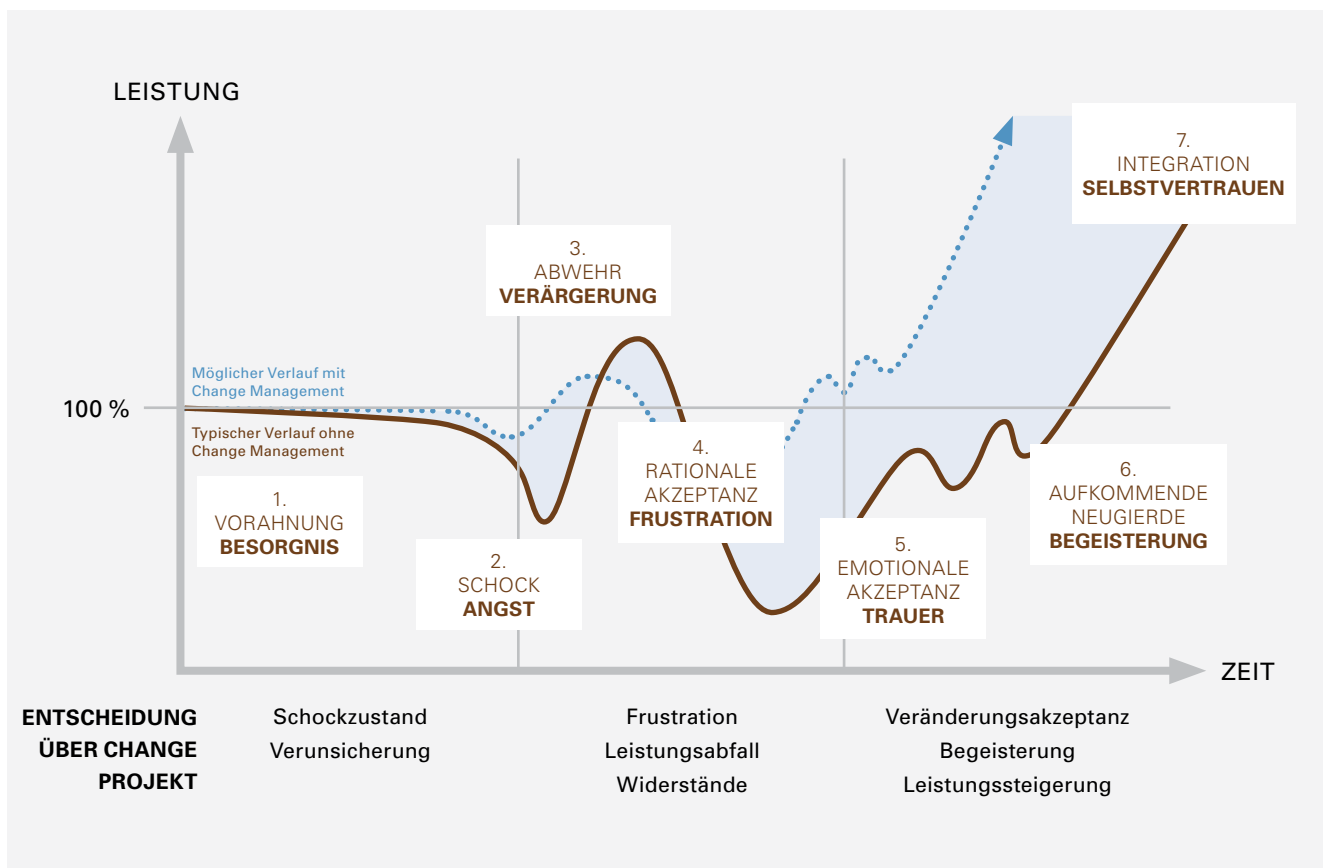 LEISTUNG
7.
INTEGRATION
SELBSTVERTRAUEN
3.
ABWEHR
VERÄRGERUNG
Möglicher Verlauf mit
Change Management
100 %
Typischer Verlauf ohne
Change Management
4.
RATIONALE
AKZEPTANZ
FRUSTRATION
6.
AUFKOMMENDE
NEUGIERDE
BEGEISTERUNG
1.
VORAHNUNG
BESORGNIS
5.
EMOTIONALE
AKZEPTANZ
TRAUER
2.
SCHOCK
ANGST
ZEIT
ENTSCHEIDUNG
ÜBER CHANGE
PROJEKT
Schockzustand
Verunsicherung
Frustration
Leistungsabfall
Widerstände
Veränderungsakzeptanz
Begeisterung
Leistungssteigerung